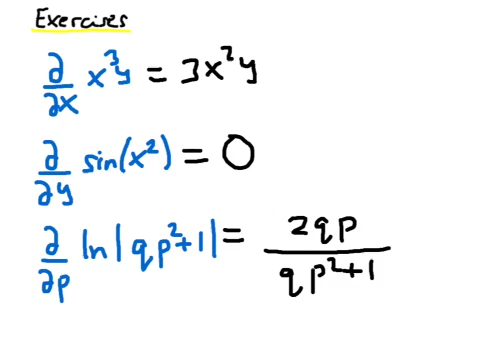 Exercises
∂/∂x x³y = 3x²y
∂/∂y sin(x²) = 0
∂/∂p ln|qp²+1| = 2qp/(qp²+1)